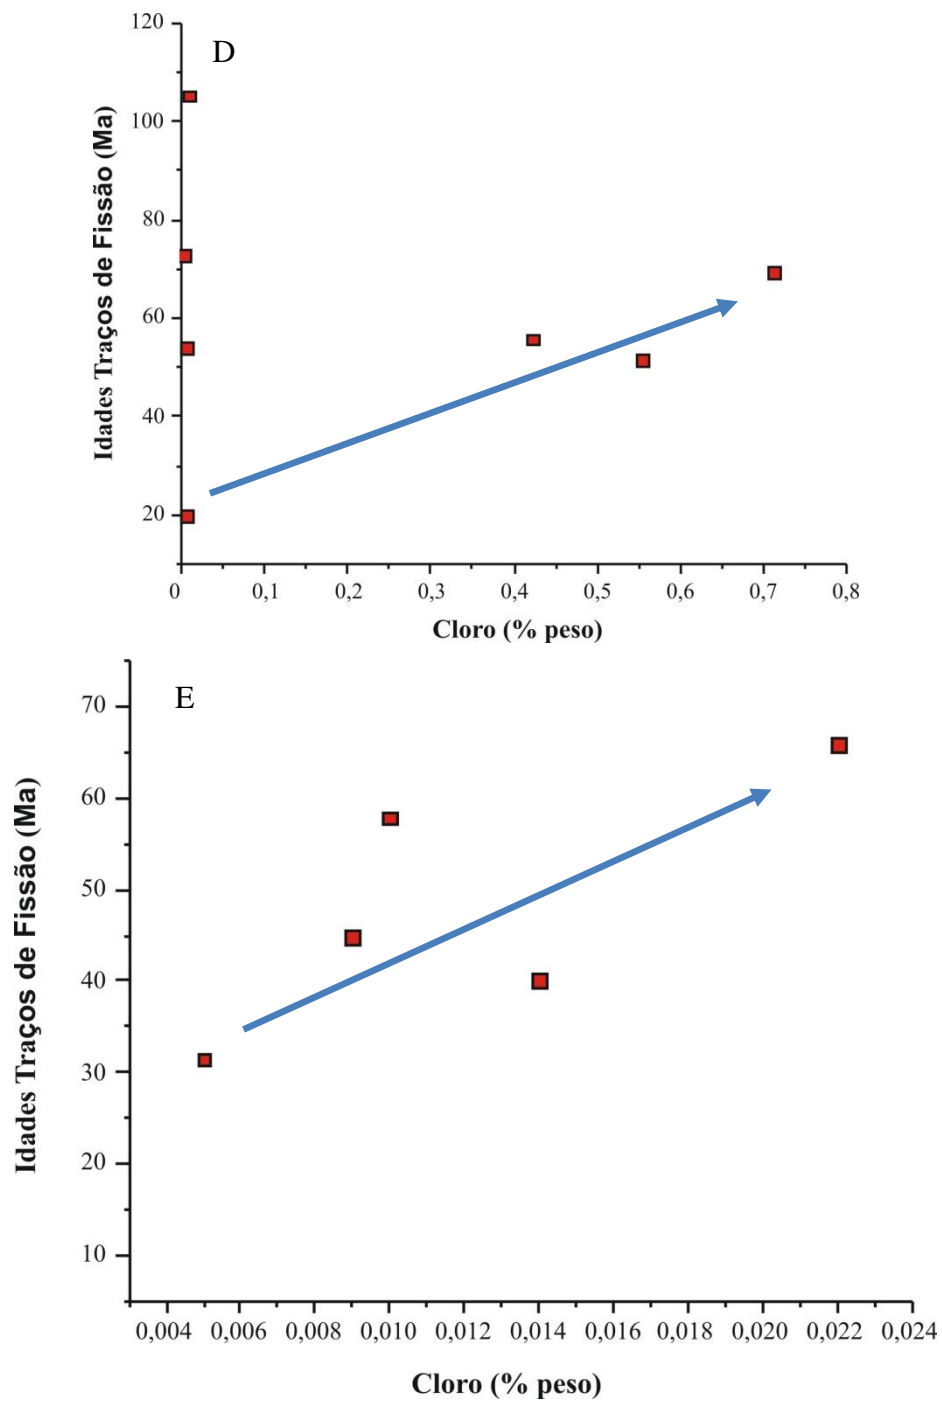 D
120
100
80
60
40
20
Idades Traços de Fissão (Ma)
0 0,1 0,2 0,3 0,4 0,5 0,6 0,7 0,8
Cloro (% peso)
E
70
60
50
40
30
20
10
Idades Traços de Fissão (Ma)
0,004 0,006 0,008 0,010 0,012 0,014 0,016 0,018 0,020 0,022 0,024
Cloro (% peso)